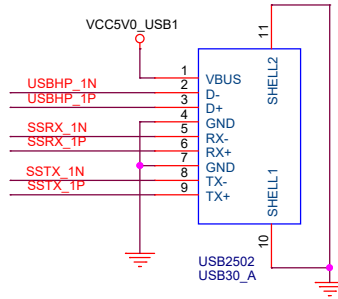 VCC5V0_USB1
11
SHELL2
1 VBUS
USBHP_1N 2 D-
USBHP_1P 3 D+
4 GND
SSRX_1N 5 RX-
SSRX_1P 6 RX+
7 GND
SSTX_1N 8 TX-
SSTX_1P 9 TX+
SHELL1
10
USB2502
USB30_A